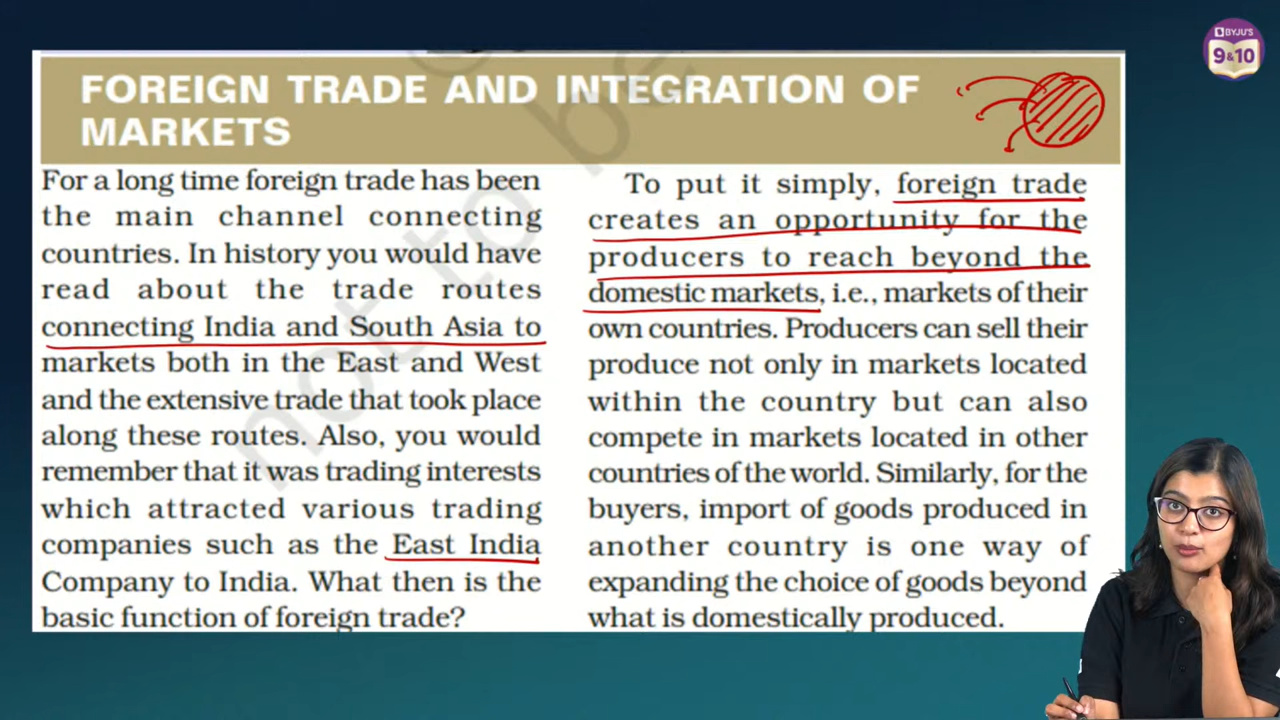 BYJU'S
9&10
FOREIGN TRADE AND INTEGRATION OF
MARKETS
For a long time foreign trade has been
the main channel connecting
countries. In history you would have
read about the trade routes
connecting India and South Asia to
markets both in the East and West
and the extensive trade that took place
along these routes. Also, you would
remember that it was trading interests
which attracted various trading
companies such as the East India
Company to India. What then is the
basic function of foreign trade?
To put it simply, foreign trade
creates an opportunity for the
producers to reach beyond the
domestic markets, i.e., markets of their
own countries. Producers can sell their
produce not only in markets located
within the country but can also
compete in markets located in other
countries of the world. Similarly, for the
buyers, import of goods produced in
another country is one way of
expanding the choice of goods beyond
what is domestically produced.
not to be